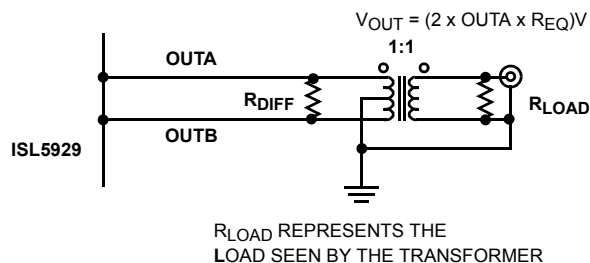 V_OUT = (2 x OUTA x R_EQ)V
1:1
OUTA
R_DIFF
R_LOAD
OUTB
ISL5929
R_LOAD REPRESENTS THE
LOAD SEEN BY THE TRANSFORMER